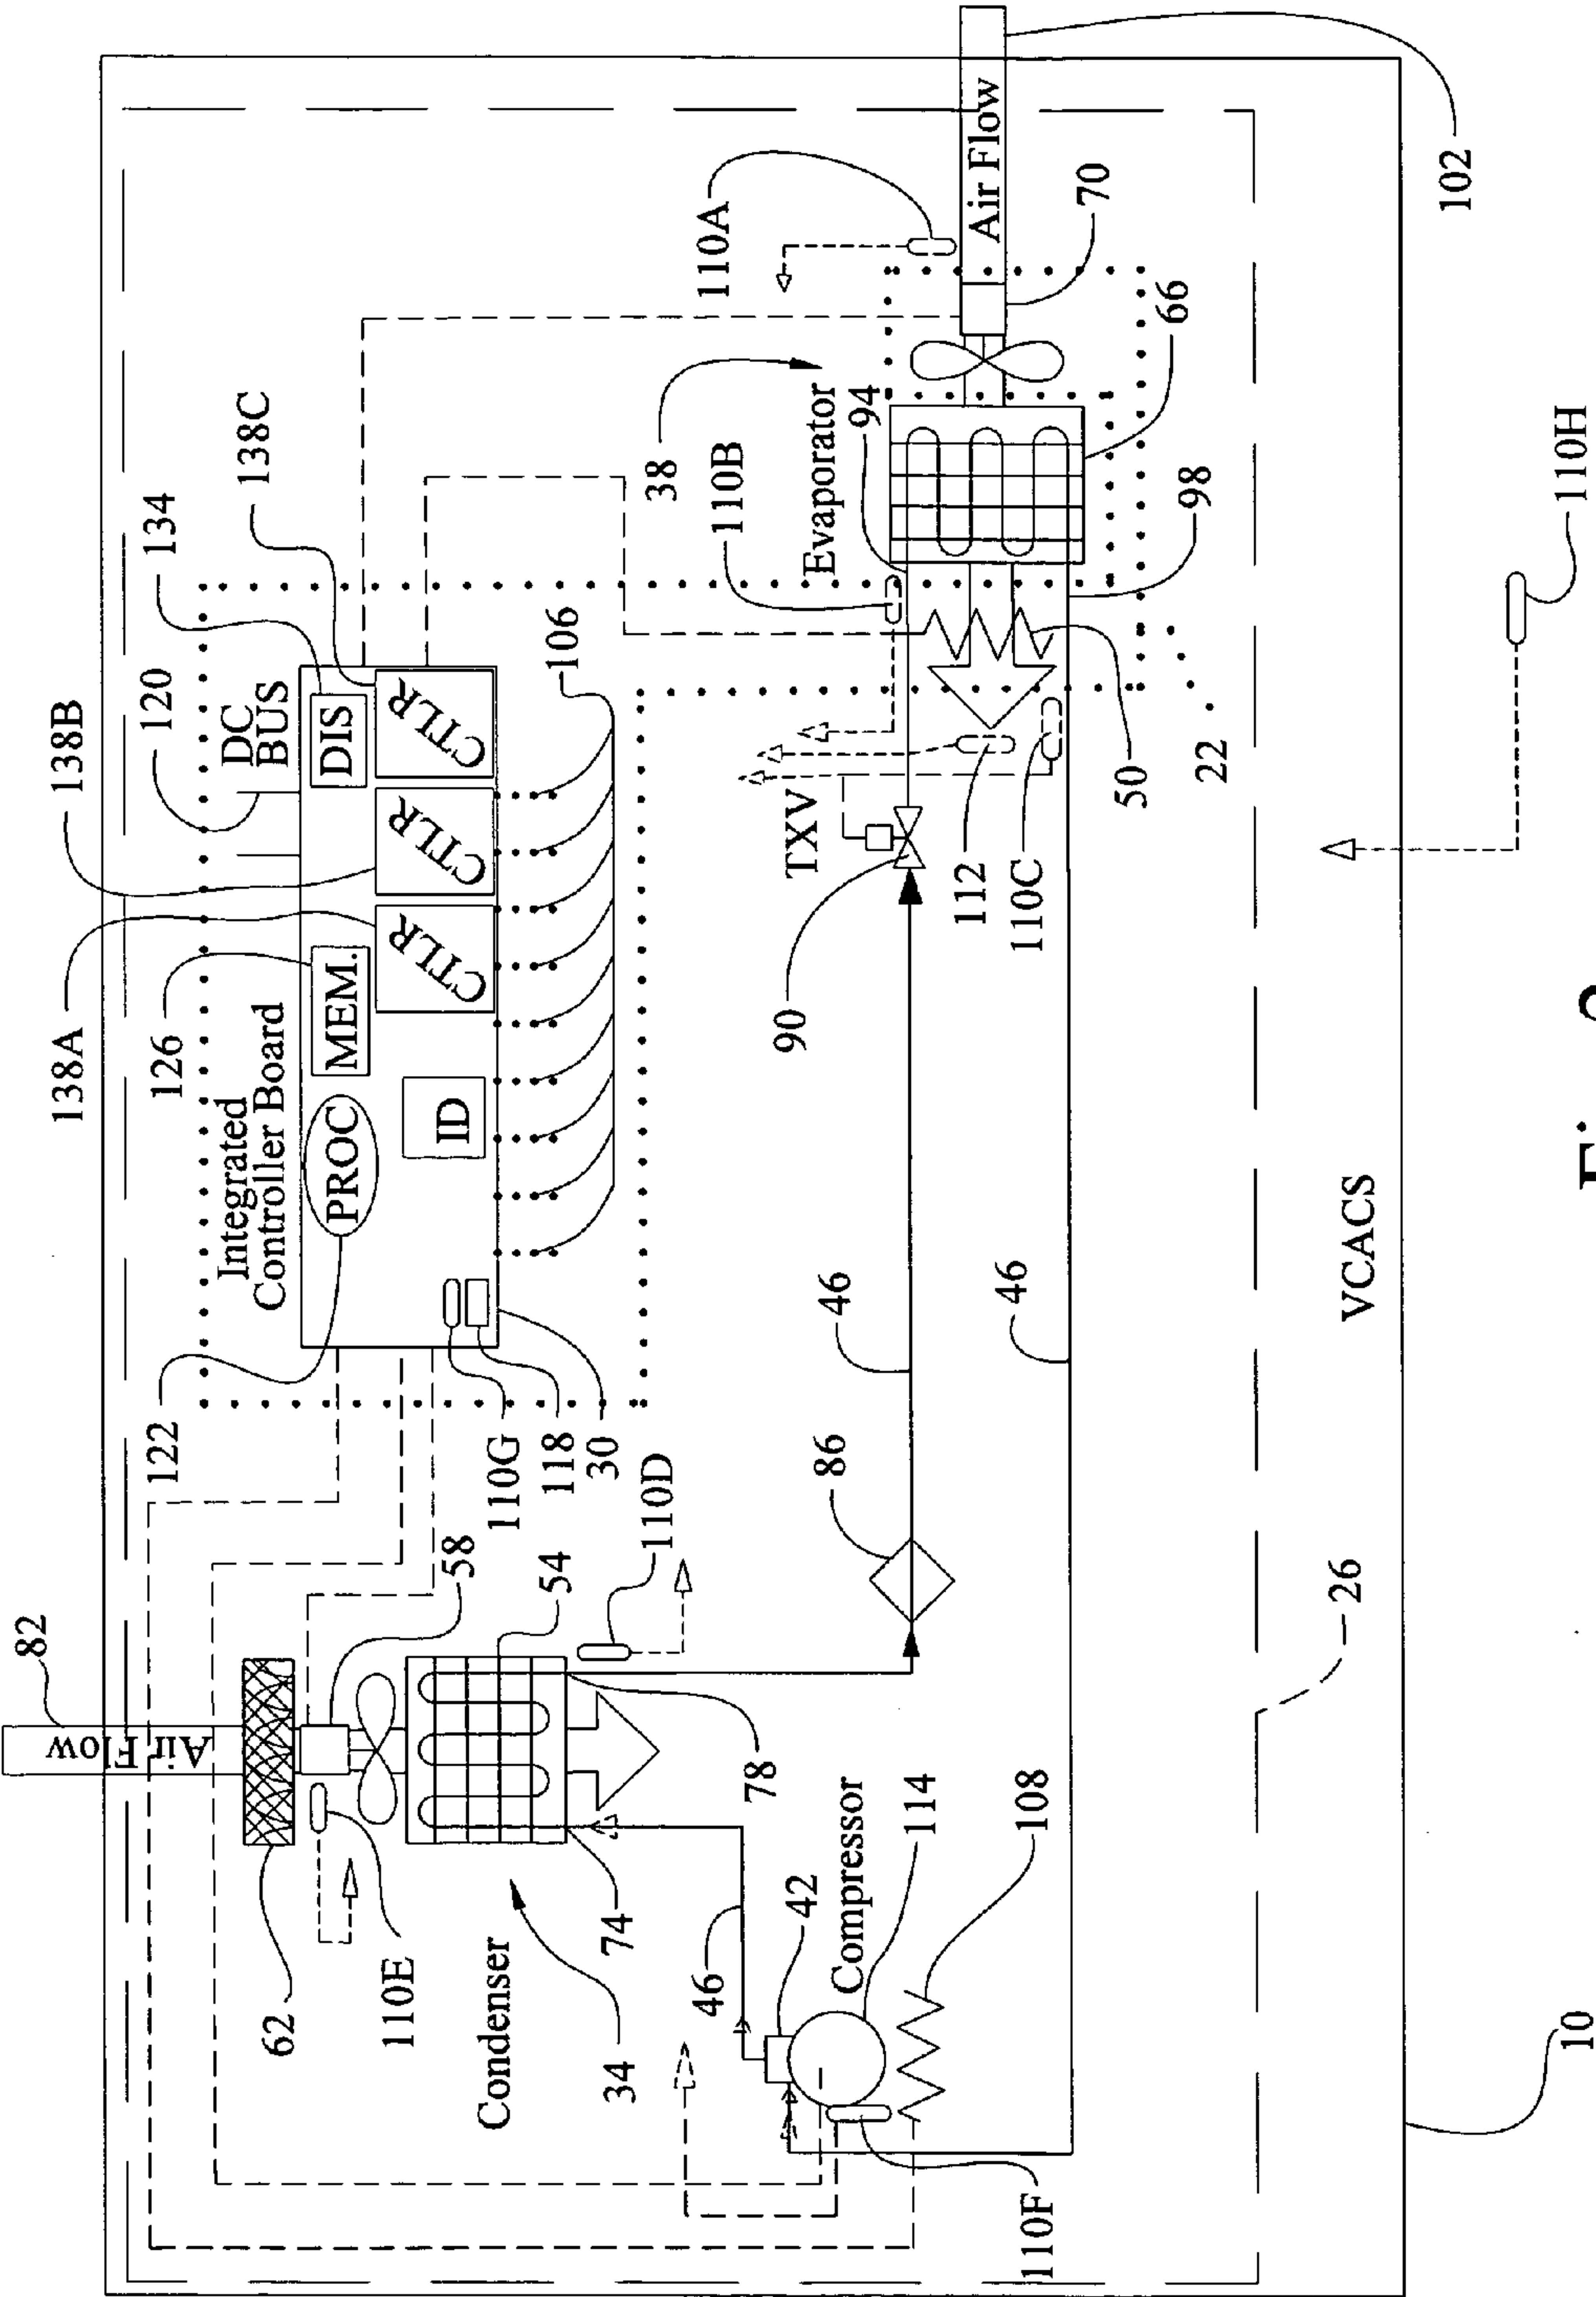 82
Air Flow
62
58
110E
54
110D
Condenser
34
74
78
46
42
Compressor
114
108
110F
86
46
46
122
110G
118
30
Integrated
Controller Board
PROC
MEM.
ID
CTLR
CTLR
CTLR
DIS
DC
BUS
138A
126
138B
120
134
138C
106
TXV
90
112
110C
50
22
Evaporator
38
94
110B
110A
Air Flow
70
66
98
102
110H
VCACS
26
10